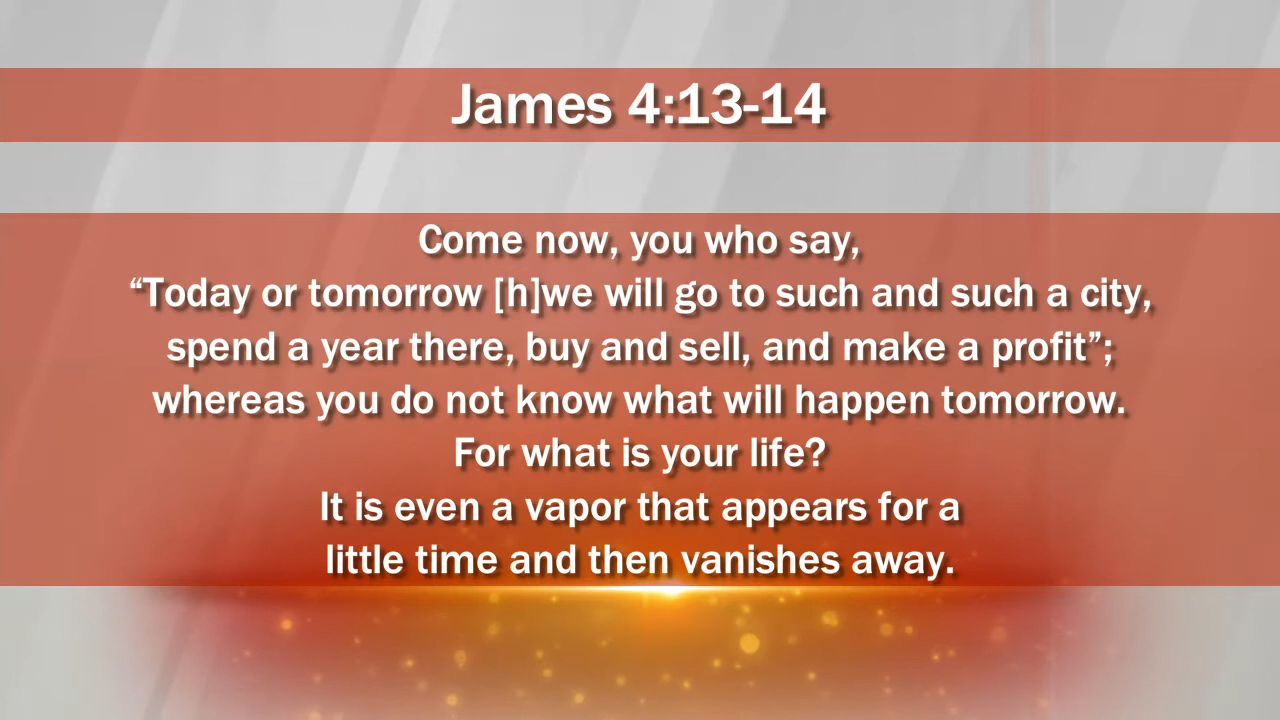 James 4:13-14
Come now, you who say,
“Today or tomorrow [h]we will go to such and such a city,
spend a year there, buy and sell, and make a profit”;
whereas you do not know what will happen tomorrow.
For what is your life?
It is even a vapor that appears for a
little time and then vanishes away.